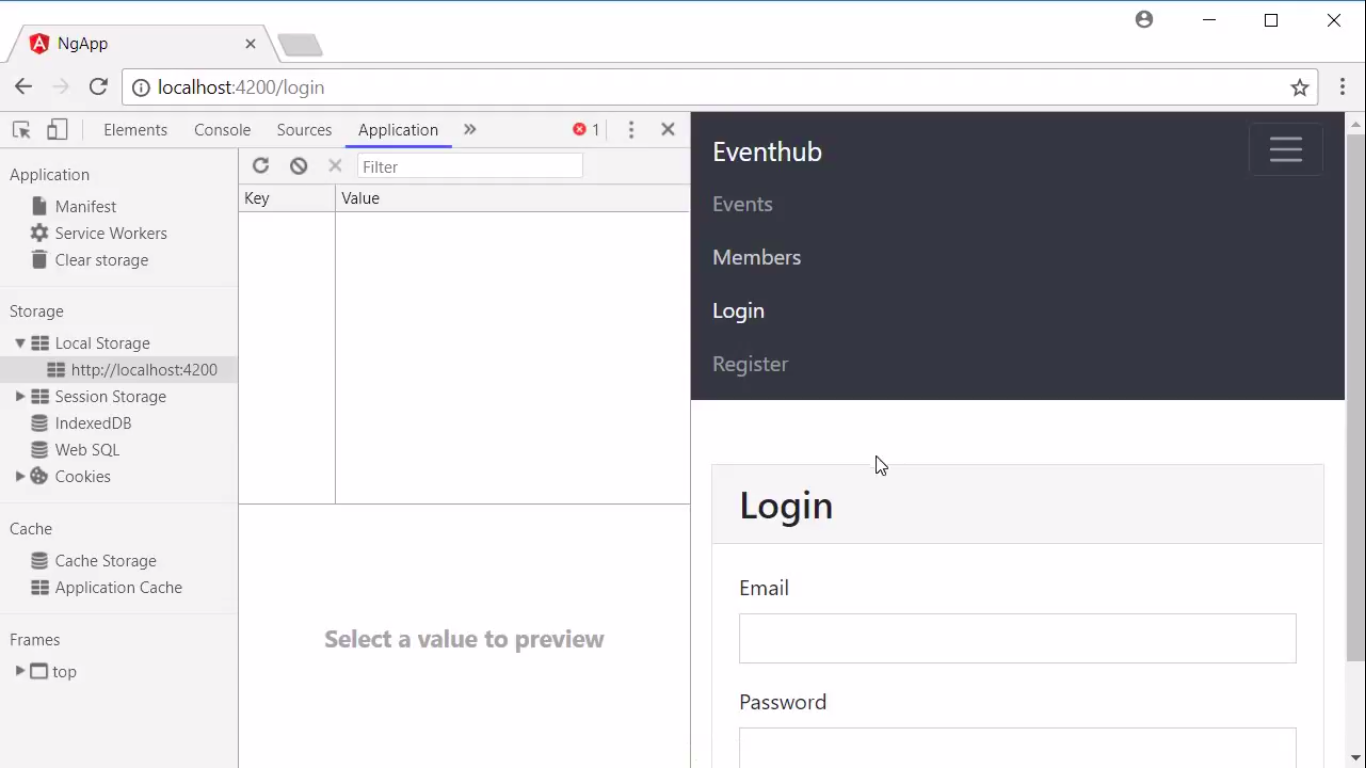 NgApp
localhost:4200/login
Elements Console Sources Application 1
Application
Manifest
Service Workers
Clear storage
Storage
Local Storage
http://localhost:4200
Session Storage
IndexedDB
Web SQL
Cookies
Cache
Cache Storage
Application Cache
Frames
top
Filter
Key Value
Select a value to preview
Eventhub
Events
Members
Login
Register
Login
Email
Password